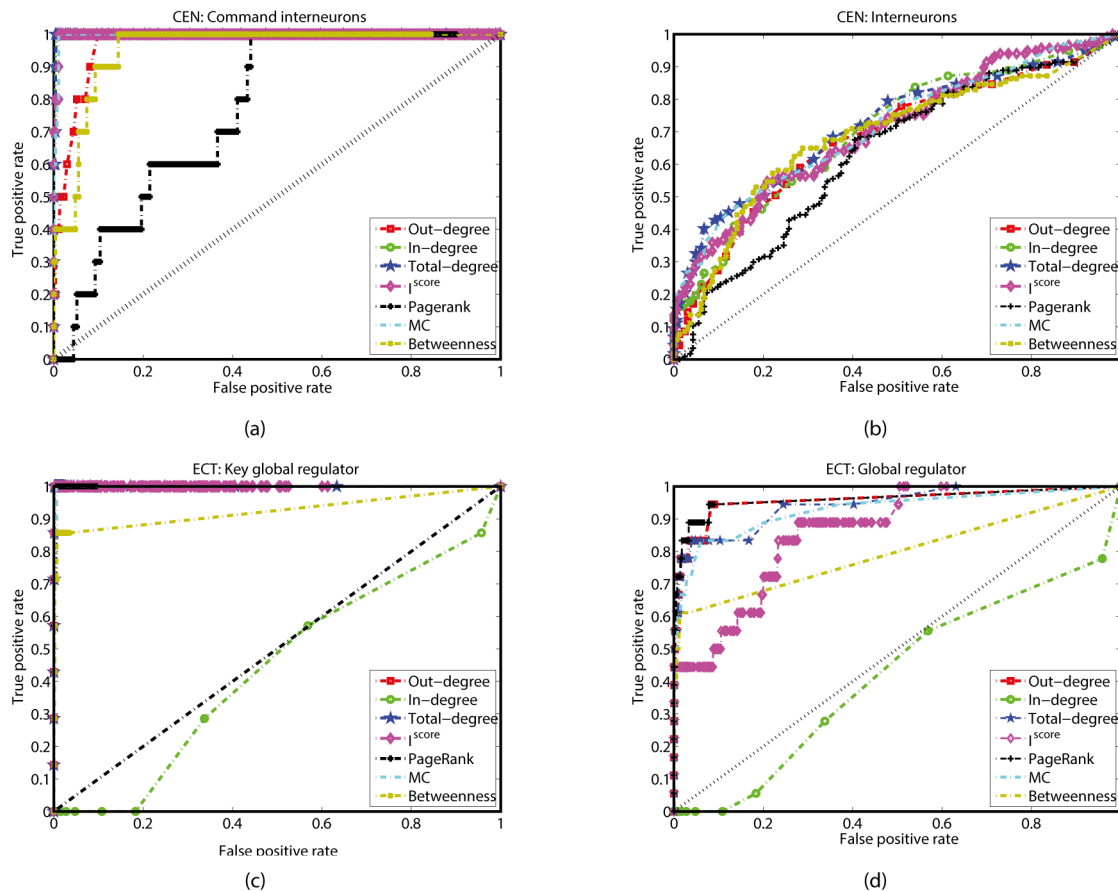 CEN: Command interneurons
1
0.9
0.8
0.7
0.6
0.5
0.4
0.3
0.2
0.1
0
True positive rate
Out-degree
In-degree
Total-degree
Iscore
Pagerank
MC
Betweenness
0 0.2 0.4 0.6 0.8 1
False positive rate
(a)
CEN: Interneurons
1
0.9
0.8
0.7
0.6
0.5
0.4
0.3
0.2
0.1
0
True positive rate
Out-degree
In-degree
Total-degree
Iscore
Pagerank
MC
Betweenness
0 0.2 0.4 0.6 0.8
False positive rate
(b)
ECT: Key global regulator
1
0.9
0.8
0.7
0.6
0.5
0.4
0.3
0.2
0.1
0
True positive rate
Out-degree
In-degree
Total-degree
Iscore
PageRank
MC
Betweenness
0 0.2 0.4 0.6 0.8 1
False positive rate
(c)
ECT: Global regulator
1
0.9
0.8
0.7
0.6
0.5
0.4
0.3
0.2
0.1
0
True positive rate
Out-degree
In-degree
Total-degree
Iscore
PageRank
MC
Betweenness
0 0.2 0.4 0.6 0.8
False positive rate
(d)